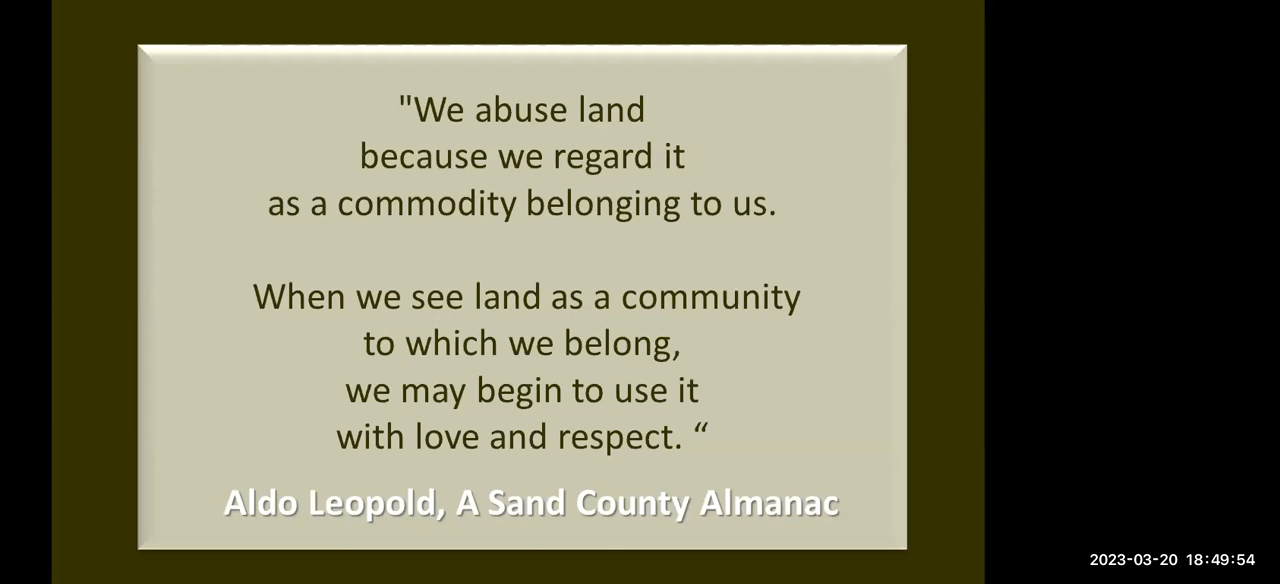 "We abuse land
because we regard it
as a commodity belonging to us.
When we see land as a community
to which we belong,
we may begin to use it
with love and respect. “
Aldo Leopold, A Sand County Almanac
2023-03-20 18:49:54